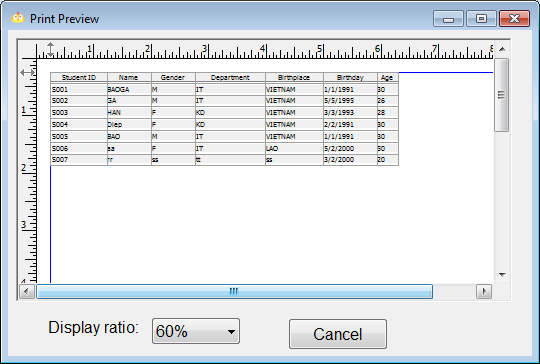 Print Preview
1 2 3 4 5 6 7 8
Student ID Name Gender Department Birthplace Birthday Age
S001 BAOGA M IT VIETNAM 1/1/1991 30
1
S002 GA M IT VIETNAM 5/5/1995 26
S003 HAN F KD VIETNAM 3/3/1993 28
S004 Diep F KD VIETNAM 2/2/1991 30
S005 BAO M IT VIETNAM 1/1/1991 30
S006 aa F IT LAO 5/2/2000 50
S007 rr ss tt ss 3/2/2000 20
2
3
4
Display ratio: 60% Cancel